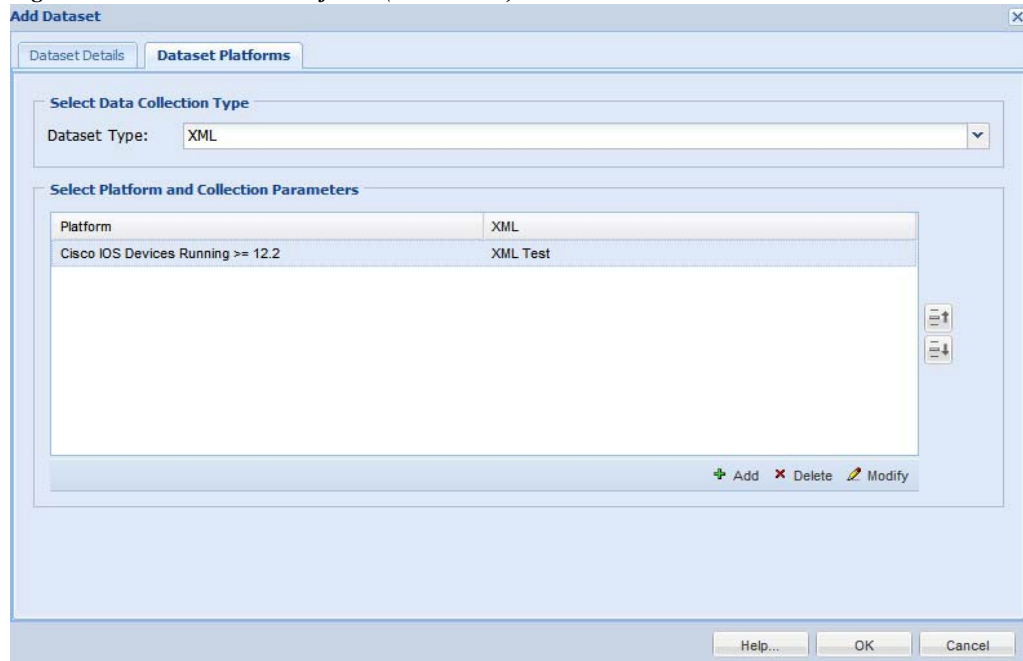 Add Dataset
Dataset Details Dataset Platforms
Select Data Collection Type
Dataset Type: XML
Select Platform and Collection Parameters
Platform XML
Cisco IOS Devices Running >= 12.2 XML Test
Add Delete Modify
Help... OK Cancel